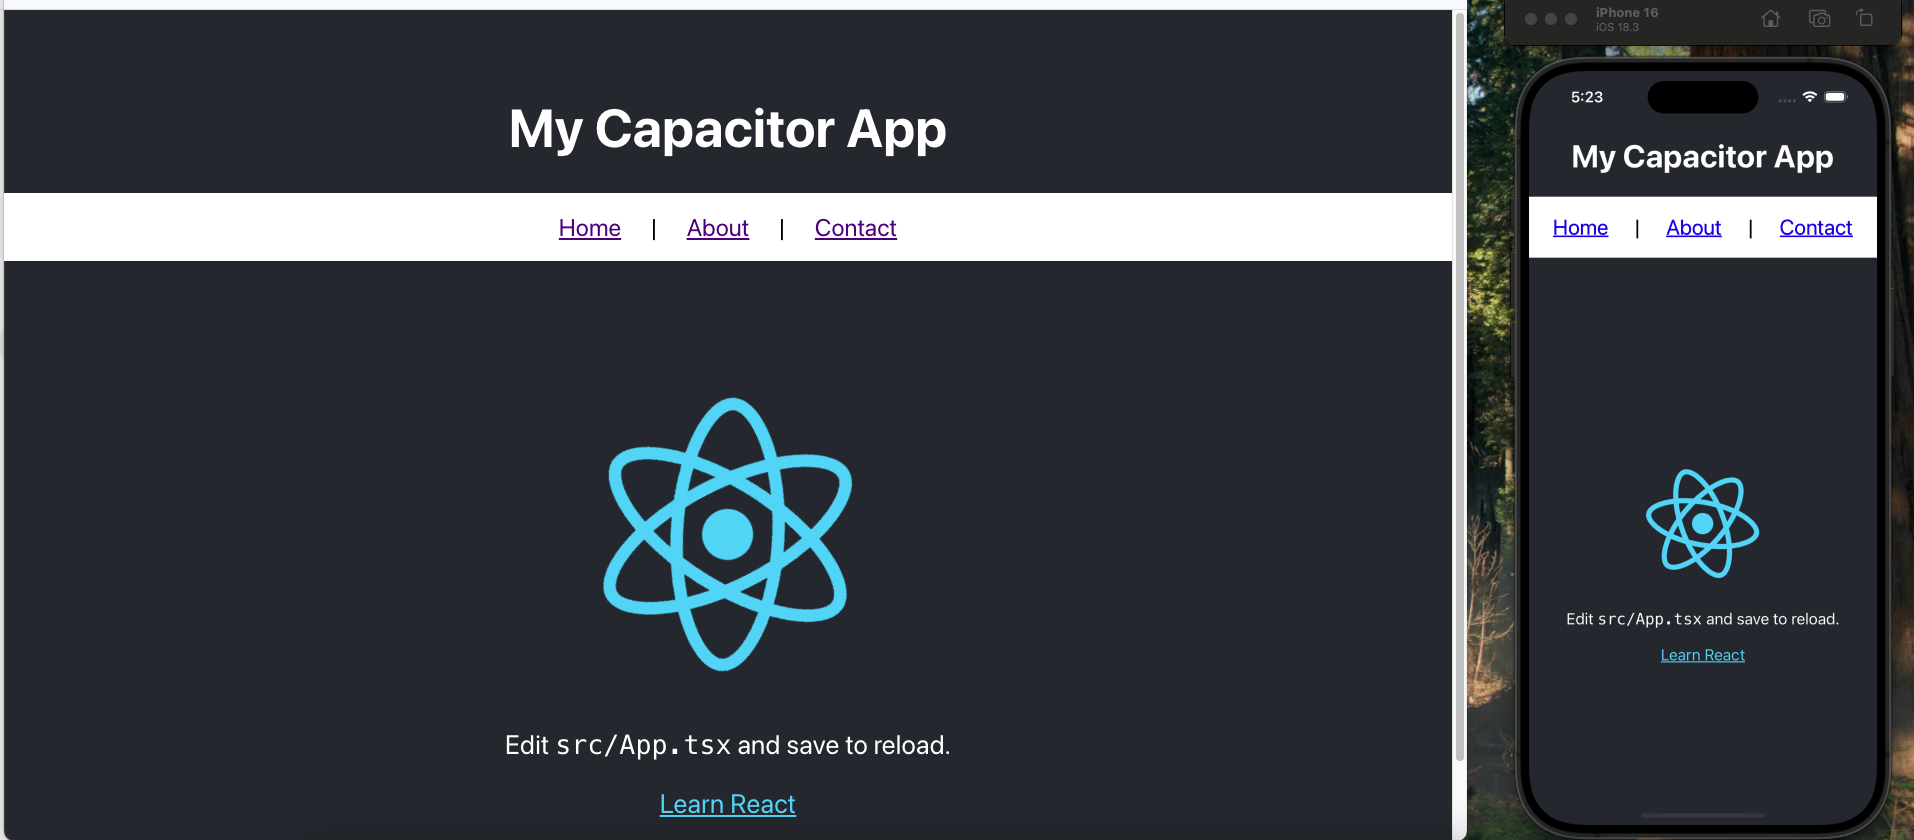 My Capacitor App
Home | About | Contact
Edit src/App.tsx and save to reload.
Learn React
iPhone 16
iOS 18.3
5:23
My Capacitor App
Home | About | Contact
Edit src/App.tsx and save to reload.
Learn React